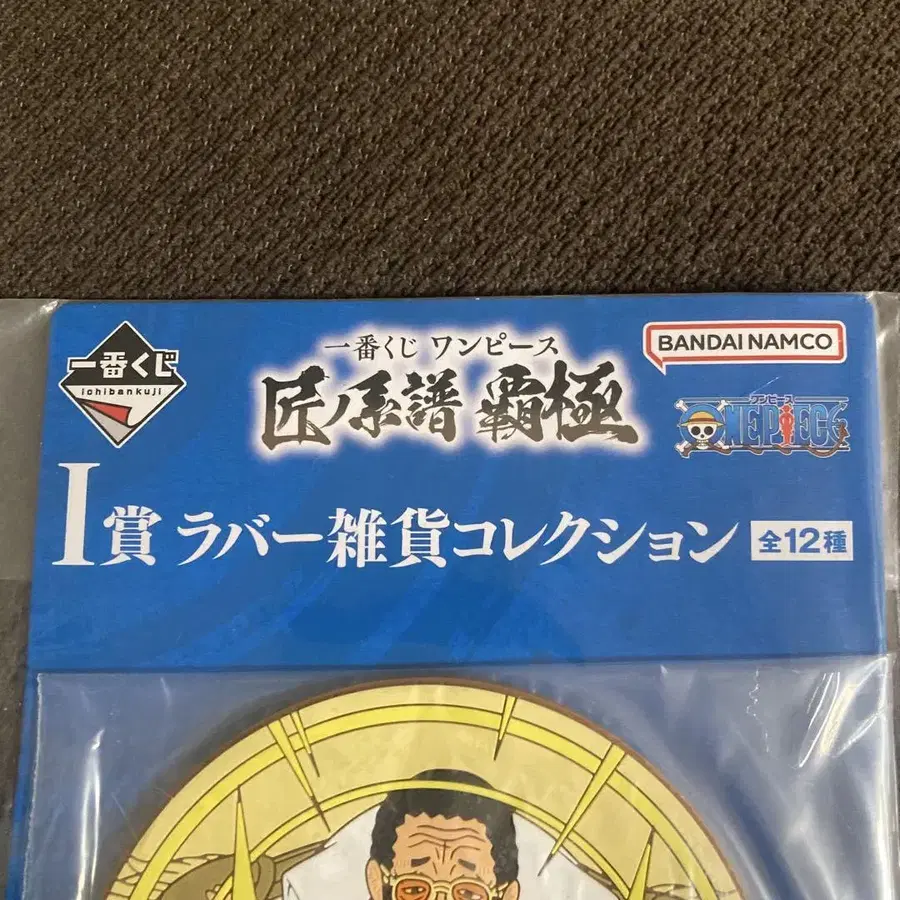 一番くじ
ichibankuji
一番くじ ワンピース
匠ノ系譜 覇極
BANDAI NAMCO
ワンピース
ONE PIECE
I賞 ラバー雑貨コレクション 全12種